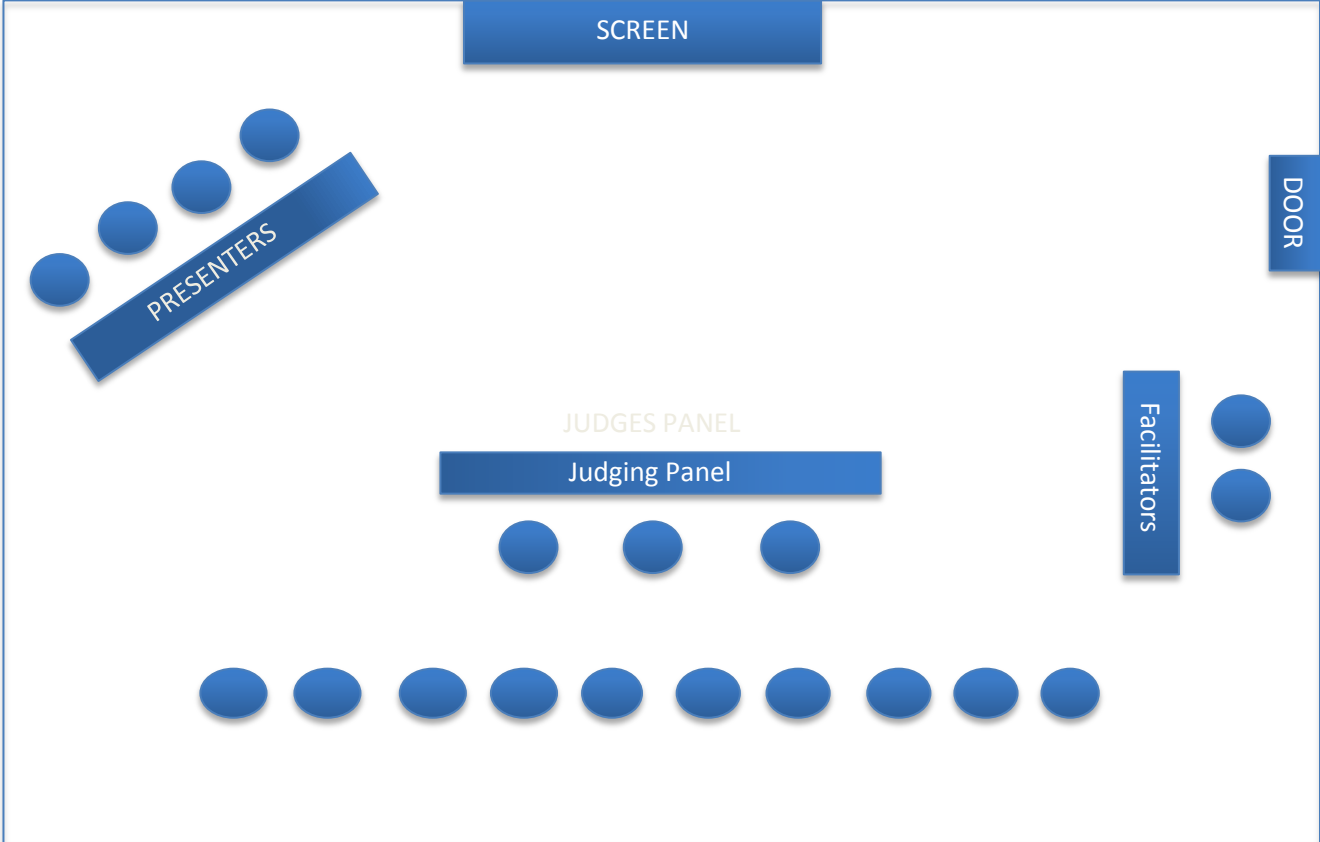 SCREEN
DOOR
PRESENTERS
JUDGES PANEL
Judging Panel
Facilitators